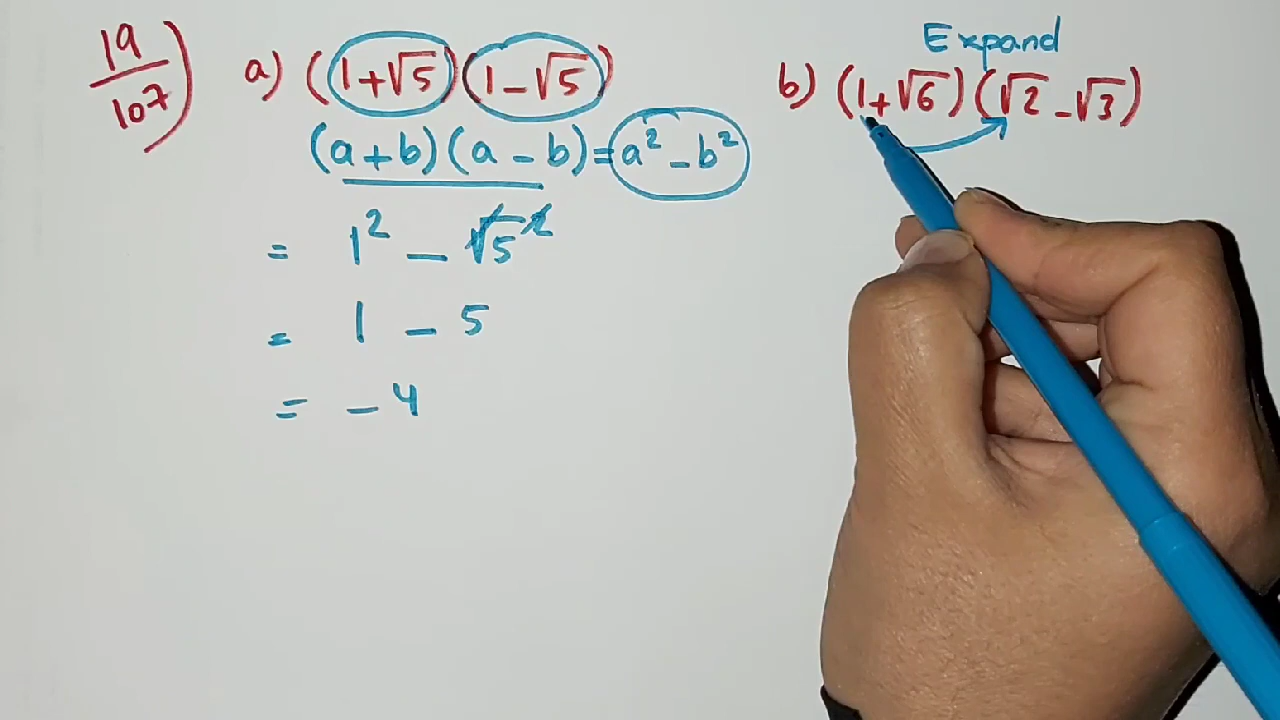 19/107) a) (1+√5)(1-√5)
(a+b)(a-b)=a²-b²
= 1² - √5²
= 1 - 5
= -4
Expand
b) (1+√6)(√2-√3)